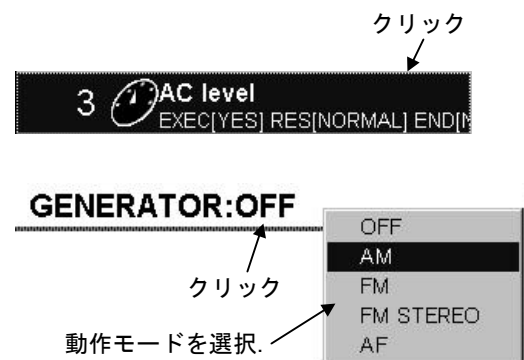 クリック
3 AC level
EXEC[YES] RES[NORMAL] END[N
GENERATOR:OFF
OFF
AM
FM
FM STEREO
AF
クリック
動作モードを選択.